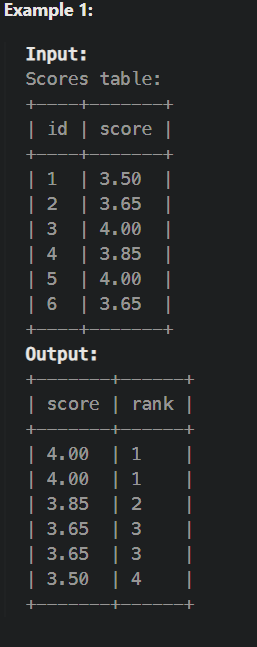 Example 1:
Input:
Scores table:
+----+-------+
| id | score |
+----+-------+
| 1  | 3.50  |
| 2  | 3.65  |
| 3  | 4.00  |
| 4  | 3.85  |
| 5  | 4.00  |
| 6  | 3.65  |
+----+-------+
Output:
+-------+------+
| score | rank |
+-------+------+
| 4.00  | 1    |
| 4.00  | 1    |
| 3.85  | 2    |
| 3.65  | 3    |
| 3.65  | 3    |
| 3.50  | 4    |
+-------+------+